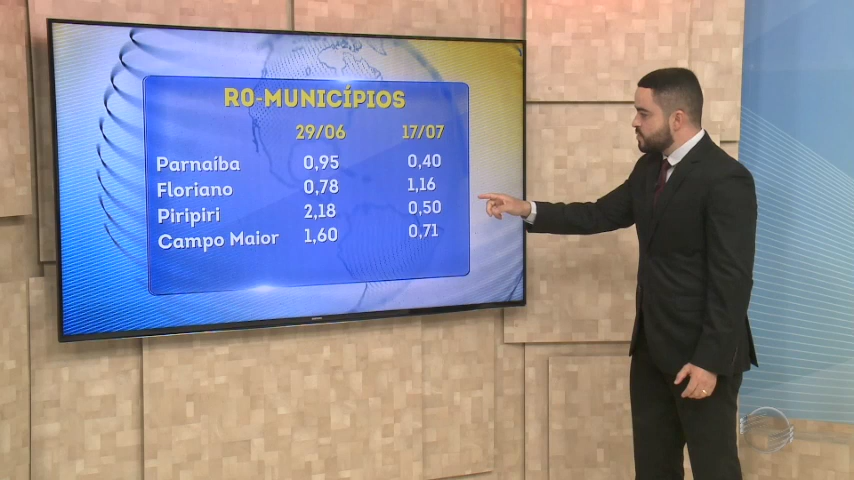 R0-MUNICÍPIOS
29/06 17/07
Parnaíba 0,95 0,40
Floriano 0,78 1,16
Piripiri 2,18 0,50
Campo Maior 1,60 0,71